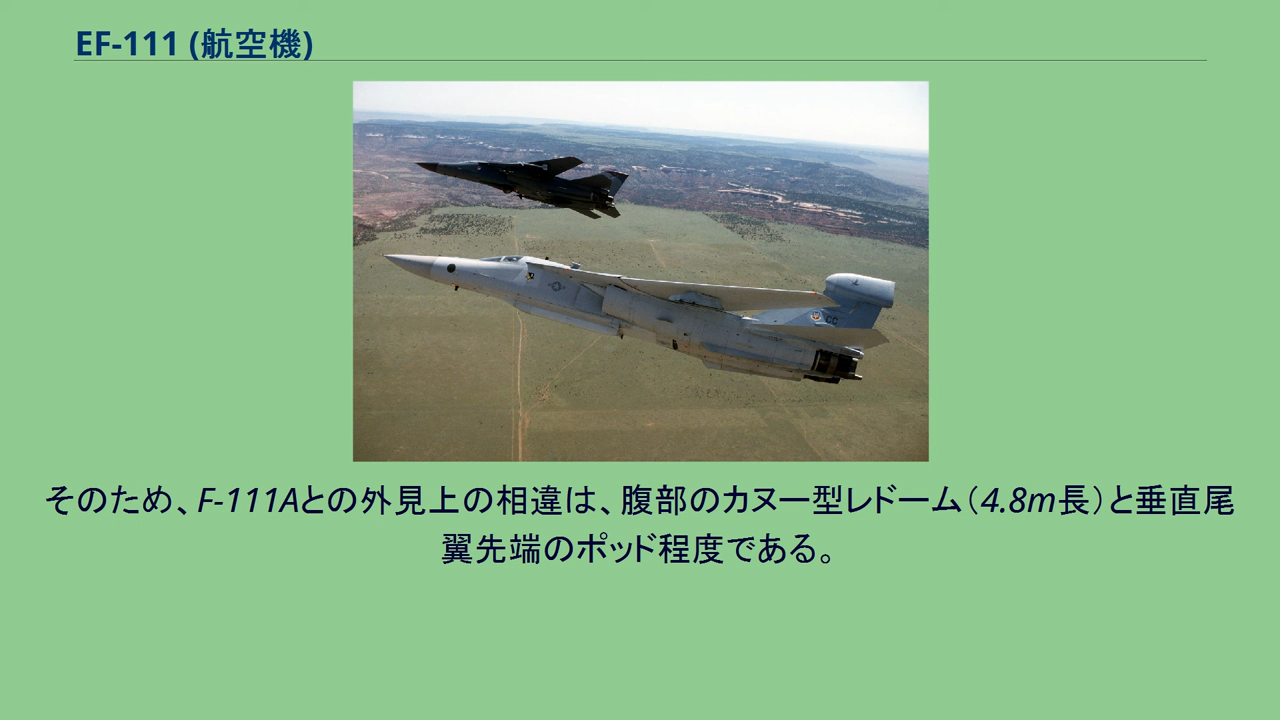 EF-111 (航空機)
CC
そのため、F-111Aとの外見上の相違は、腹部のカヌー型レドーム（4.8m長）と垂直尾
翼先端のポッド程度である。